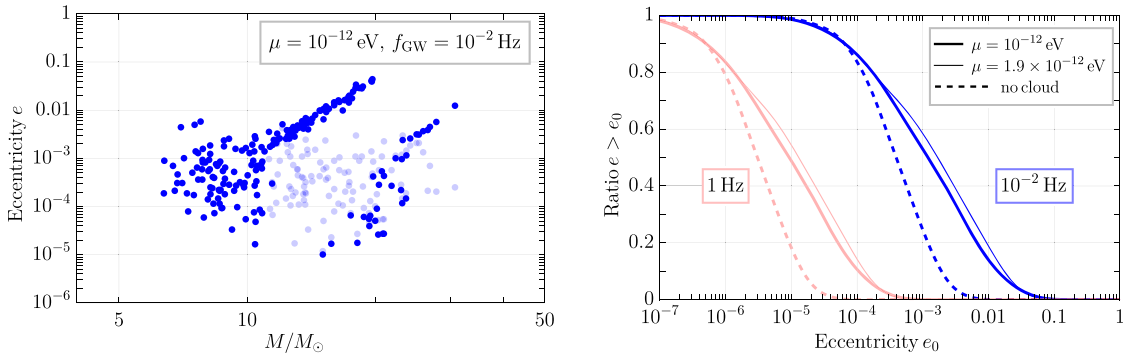 μ = 10⁻¹² eV, f_GW = 10⁻² Hz
Eccentricity e
1
0.1
0.01
10⁻³
10⁻⁴
10⁻⁵
10⁻⁶
5
10
50
M/M⊙
Ratio e > e₀
1
0.8
0.6
0.4
0.2
0
μ = 10⁻¹² eV
μ = 1.9 × 10⁻¹² eV
no cloud
1 Hz
10⁻² Hz
10⁻⁷
10⁻⁶
10⁻⁵
10⁻⁴
10⁻³
0.01
0.1
1
Eccentricity e₀